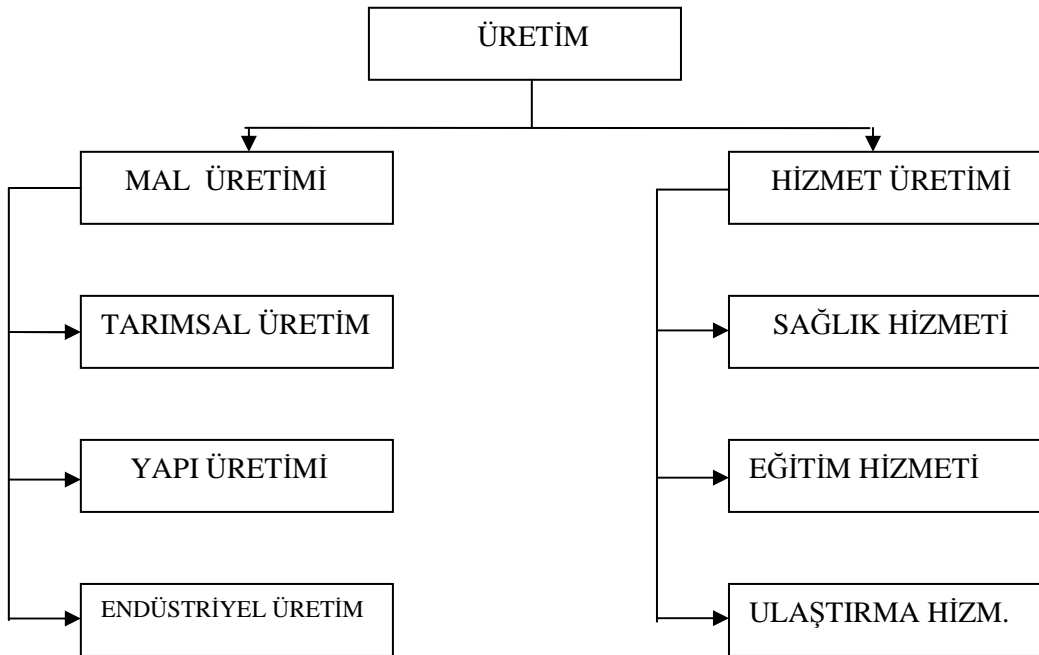 ÜRETİM
MAL ÜRETİMİ
HİZMET ÜRETİMİ
TARIMSAL ÜRETİM
SAĞLIK HİZMETİ
YAPI ÜRETİMİ
EĞİTİM HİZMETİ
ENDÜSTRİYEL ÜRETİM
ULAŞTIRMA HİZM.